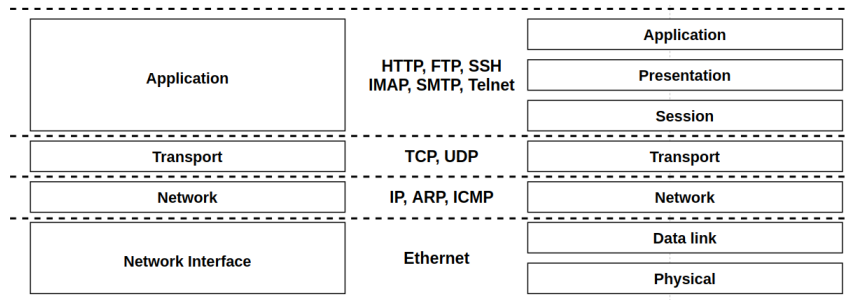 Application
HTTP, FTP, SSH
IMAP, SMTP, Telnet
Application
Presentation
Session
Transport
TCP, UDP
Transport
Network
IP, ARP, ICMP
Network
Network Interface
Ethernet
Data link
Physical